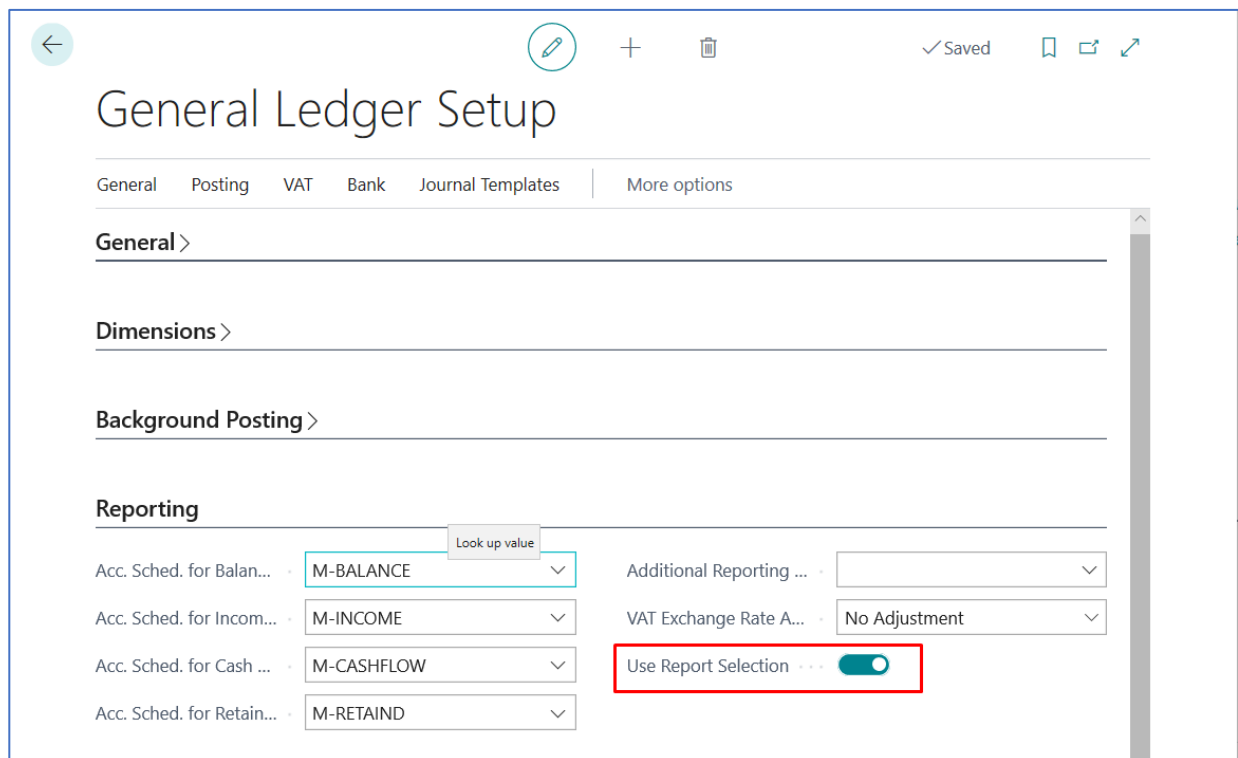 Saved
General Ledger Setup
General Posting VAT Bank Journal Templates More options
General
Dimensions
Background Posting
Reporting
Look up value
Acc. Sched. for Balan... M-BALANCE
Additional Reporting ...
Acc. Sched. for Incom... M-INCOME
VAT Exchange Rate A... No Adjustment
Acc. Sched. for Cash ... M-CASHFLOW
Use Report Selection
Acc. Sched. for Retain... M-RETAIND